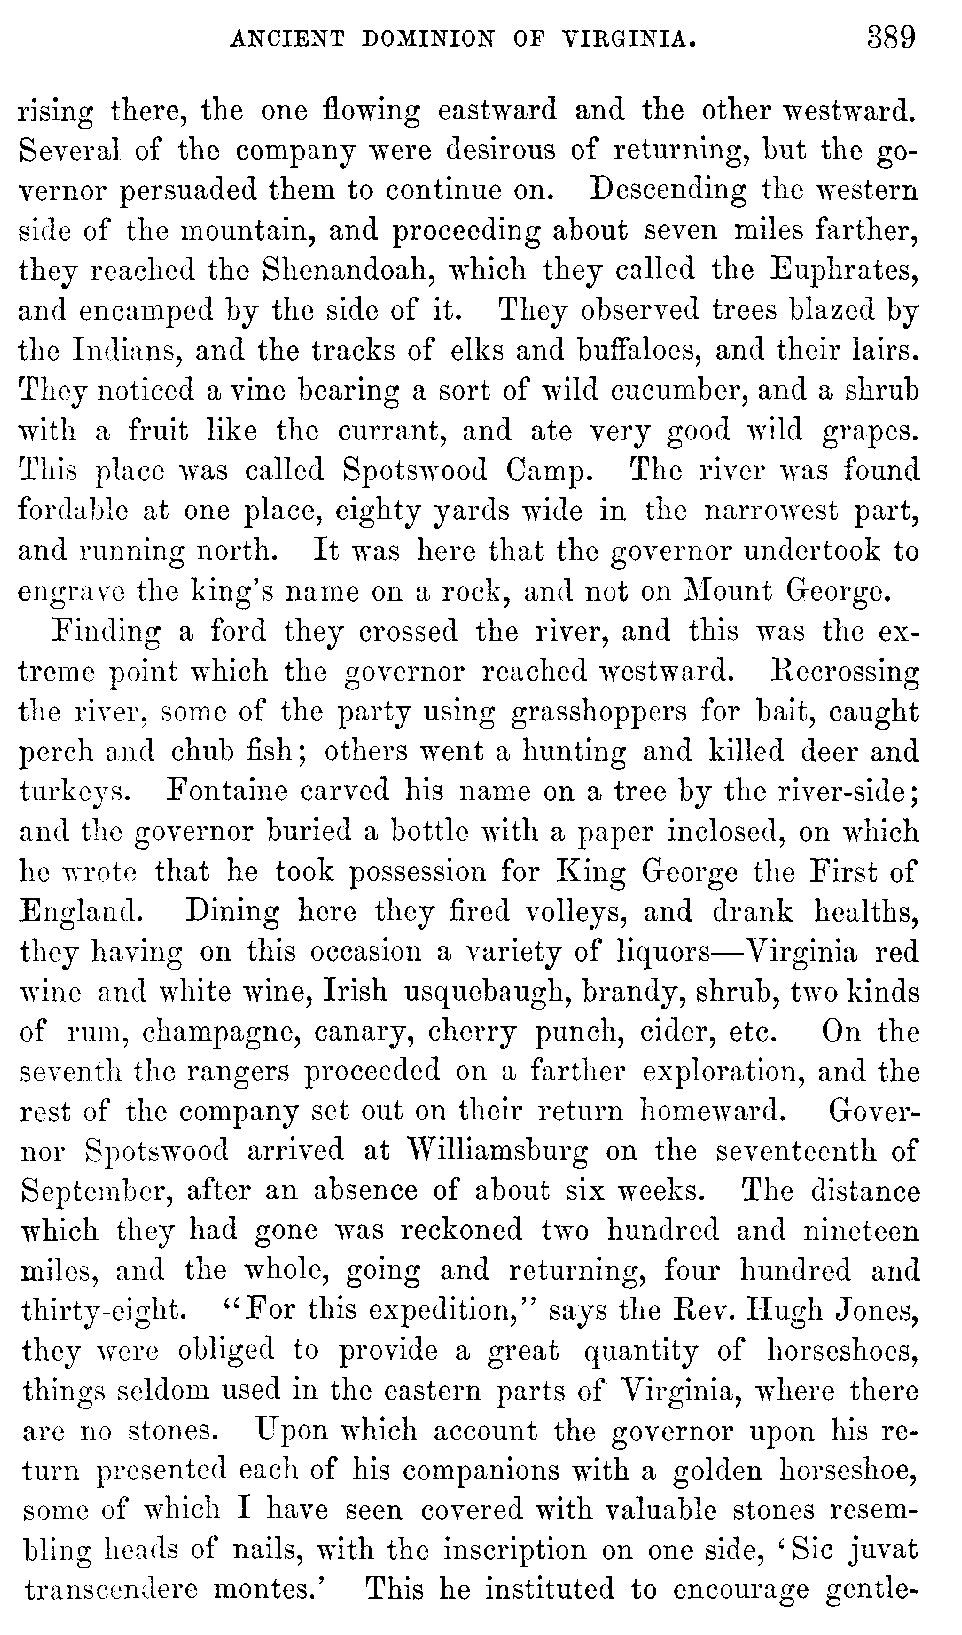 ANCIENT DOMINION OF VIRGINIA. 389
rising there, the one flowing eastward and the other westward.
Several of the company were desirous of returning, but the go-
vernor persuaded them to continue on. Descending the western
side of the mountain, and proceeding about seven miles farther,
they reached the Shenandoah, which they called the Euphrates,
and encamped by the side of it. They observed trees blazed by
the Indians, and the tracks of elks and buffaloes, and their lairs.
They noticed a vine bearing a sort of wild cucumber, and a shrub
with a fruit like the currant, and ate very good wild grapes.
This place was called Spotswood Camp. The river was found
fordable at one place, eighty yards wide in the narrowest part,
and running north. It was here that the governor undertook to
engrave the king's name on a rock, and not on Mount George.
Finding a ford they crossed the river, and this was the ex-
treme point which the governor reached westward. Recrossing
the river, some of the party using grasshoppers for bait, caught
perch and chub fish; others went a hunting and killed deer and
turkeys. Fontaine carved his name on a tree by the river-side;
and the governor buried a bottle with a paper inclosed, on which
he wrote that he took possession for King George the First of
England. Dining here they fired volleys, and drank healths,
they having on this occasion a variety of liquors—Virginia red
wine and white wine, Irish usquebaugh, brandy, shrub, two kinds
of rum, champagne, canary, cherry punch, cider, etc. On the
seventh the rangers proceeded on a farther exploration, and the
rest of the company set out on their return homeward. Gover-
nor Spotswood arrived at Williamsburg on the seventeenth of
September, after an absence of about six weeks. The distance
which they had gone was reckoned two hundred and nineteen
miles, and the whole, going and returning, four hundred and
thirty-eight. "For this expedition," says the Rev. Hugh Jones,
they were obliged to provide a great quantity of horseshoes,
things seldom used in the eastern parts of Virginia, where there
are no stones. Upon which account the governor upon his re-
turn presented each of his companions with a golden horseshoe,
some of which I have seen covered with valuable stones resem-
bling heads of nails, with the inscription on one side, 'Sic juvat
transcendere montes.' This he instituted to encourage gentle-